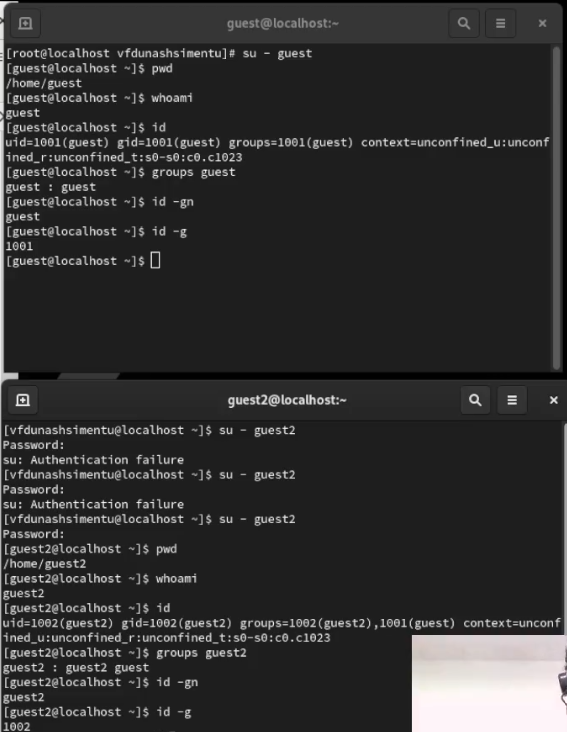 guest@localhost:~
[root@localhost vfdunashsimentu]# su - guest
[guest@localhost ~]$ pwd
/home/guest
[guest@localhost ~]$ whoami
guest
[guest@localhost ~]$ id
uid=1001(guest) gid=1001(guest) groups=1001(guest) context=unconfined_u:unconf
ined_r:unconfined_t:s0-s0:c0.c1023
[guest@localhost ~]$ groups guest
guest : guest
[guest@localhost ~]$ id -gn
guest
[guest@localhost ~]$ id -g
1001
[guest@localhost ~]$
guest2@localhost:~
[vfdunashsimentu@localhost ~]$ su - guest2
Password:
su: Authentication failure
[vfdunashsimentu@localhost ~]$ su - guest2
Password:
su: Authentication failure
[vfdunashsimentu@localhost ~]$ su - guest2
Password:
[guest2@localhost ~]$ pwd
/home/guest2
[guest2@localhost ~]$ whoami
guest2
[guest2@localhost ~]$ id
uid=1002(guest2) gid=1002(guest2) groups=1002(guest2),1001(guest) context=unconf
ined_u:unconfined_r:unconfined_t:s0-s0:c0.c1023
[guest2@localhost ~]$ groups guest2
guest2 : guest2 guest
[guest2@localhost ~]$ id -gn
guest2
[guest2@localhost ~]$ id -g
1002